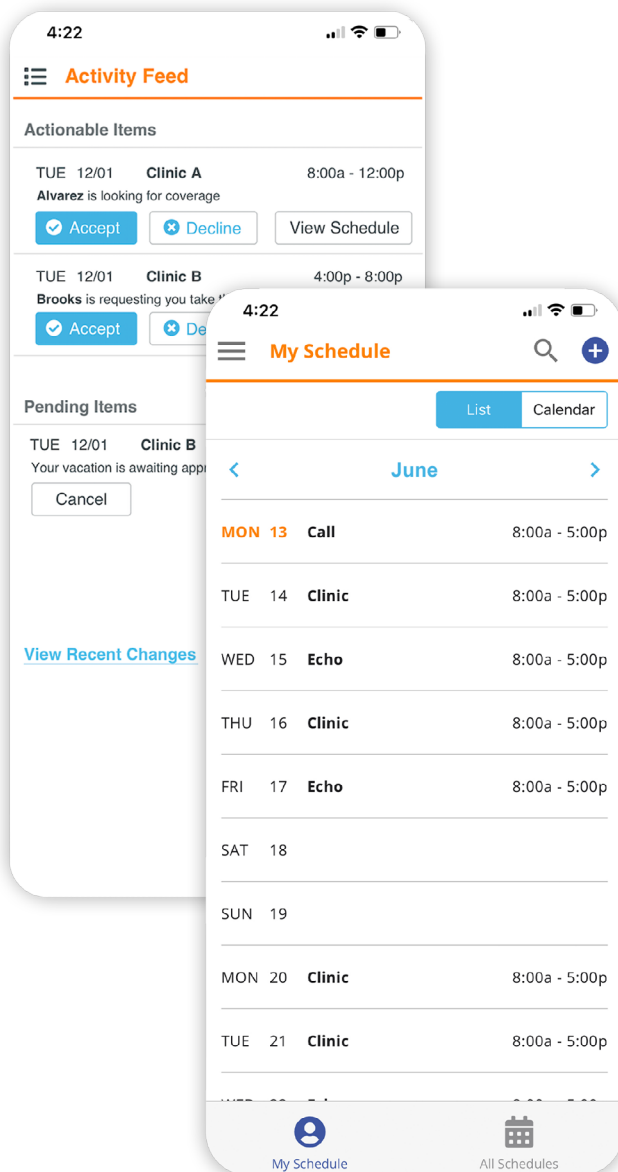 4:22
Activity Feed
Actionable Items
TUE 12/01 Clinic A 8:00a - 12:00p
Alvarez is looking for coverage
Accept Decline View Schedule
TUE 12/01 Clinic B 4:00p - 8:00p
Brooks is requesting you take
Accept
Pending Items
TUE 12/01 Clinic B
Your vacation is awaiting
Cancel
View Recent Changes
4:22
My Schedule
List Calendar
June
MON 13 Call 8:00a - 5:00p
TUE 14 Clinic 8:00a - 5:00p
WED 15 Echo 8:00a - 5:00p
THU 16 Clinic 8:00a - 5:00p
FRI 17 Echo 8:00a - 5:00p
SAT 18
SUN 19
MON 20 Clinic 8:00a - 5:00p
TUE 21 Clinic 8:00a - 5:00p
My Schedule All Schedules